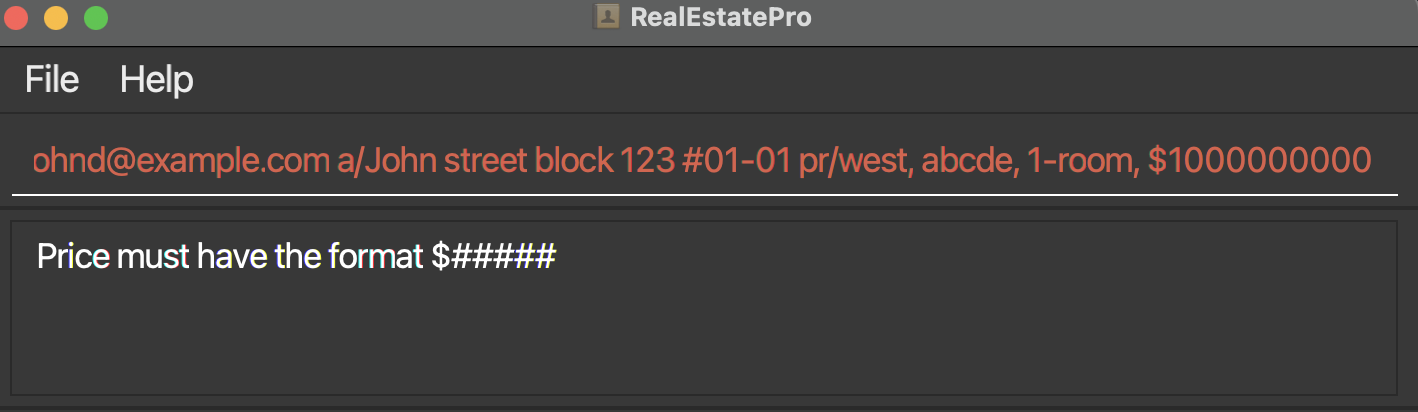 RealEstatePro
File Help
ohnd@example.com a/John street block 123 #01-01 pr/west, abcde, 1-room, $1000000000
Price must have the format $#####